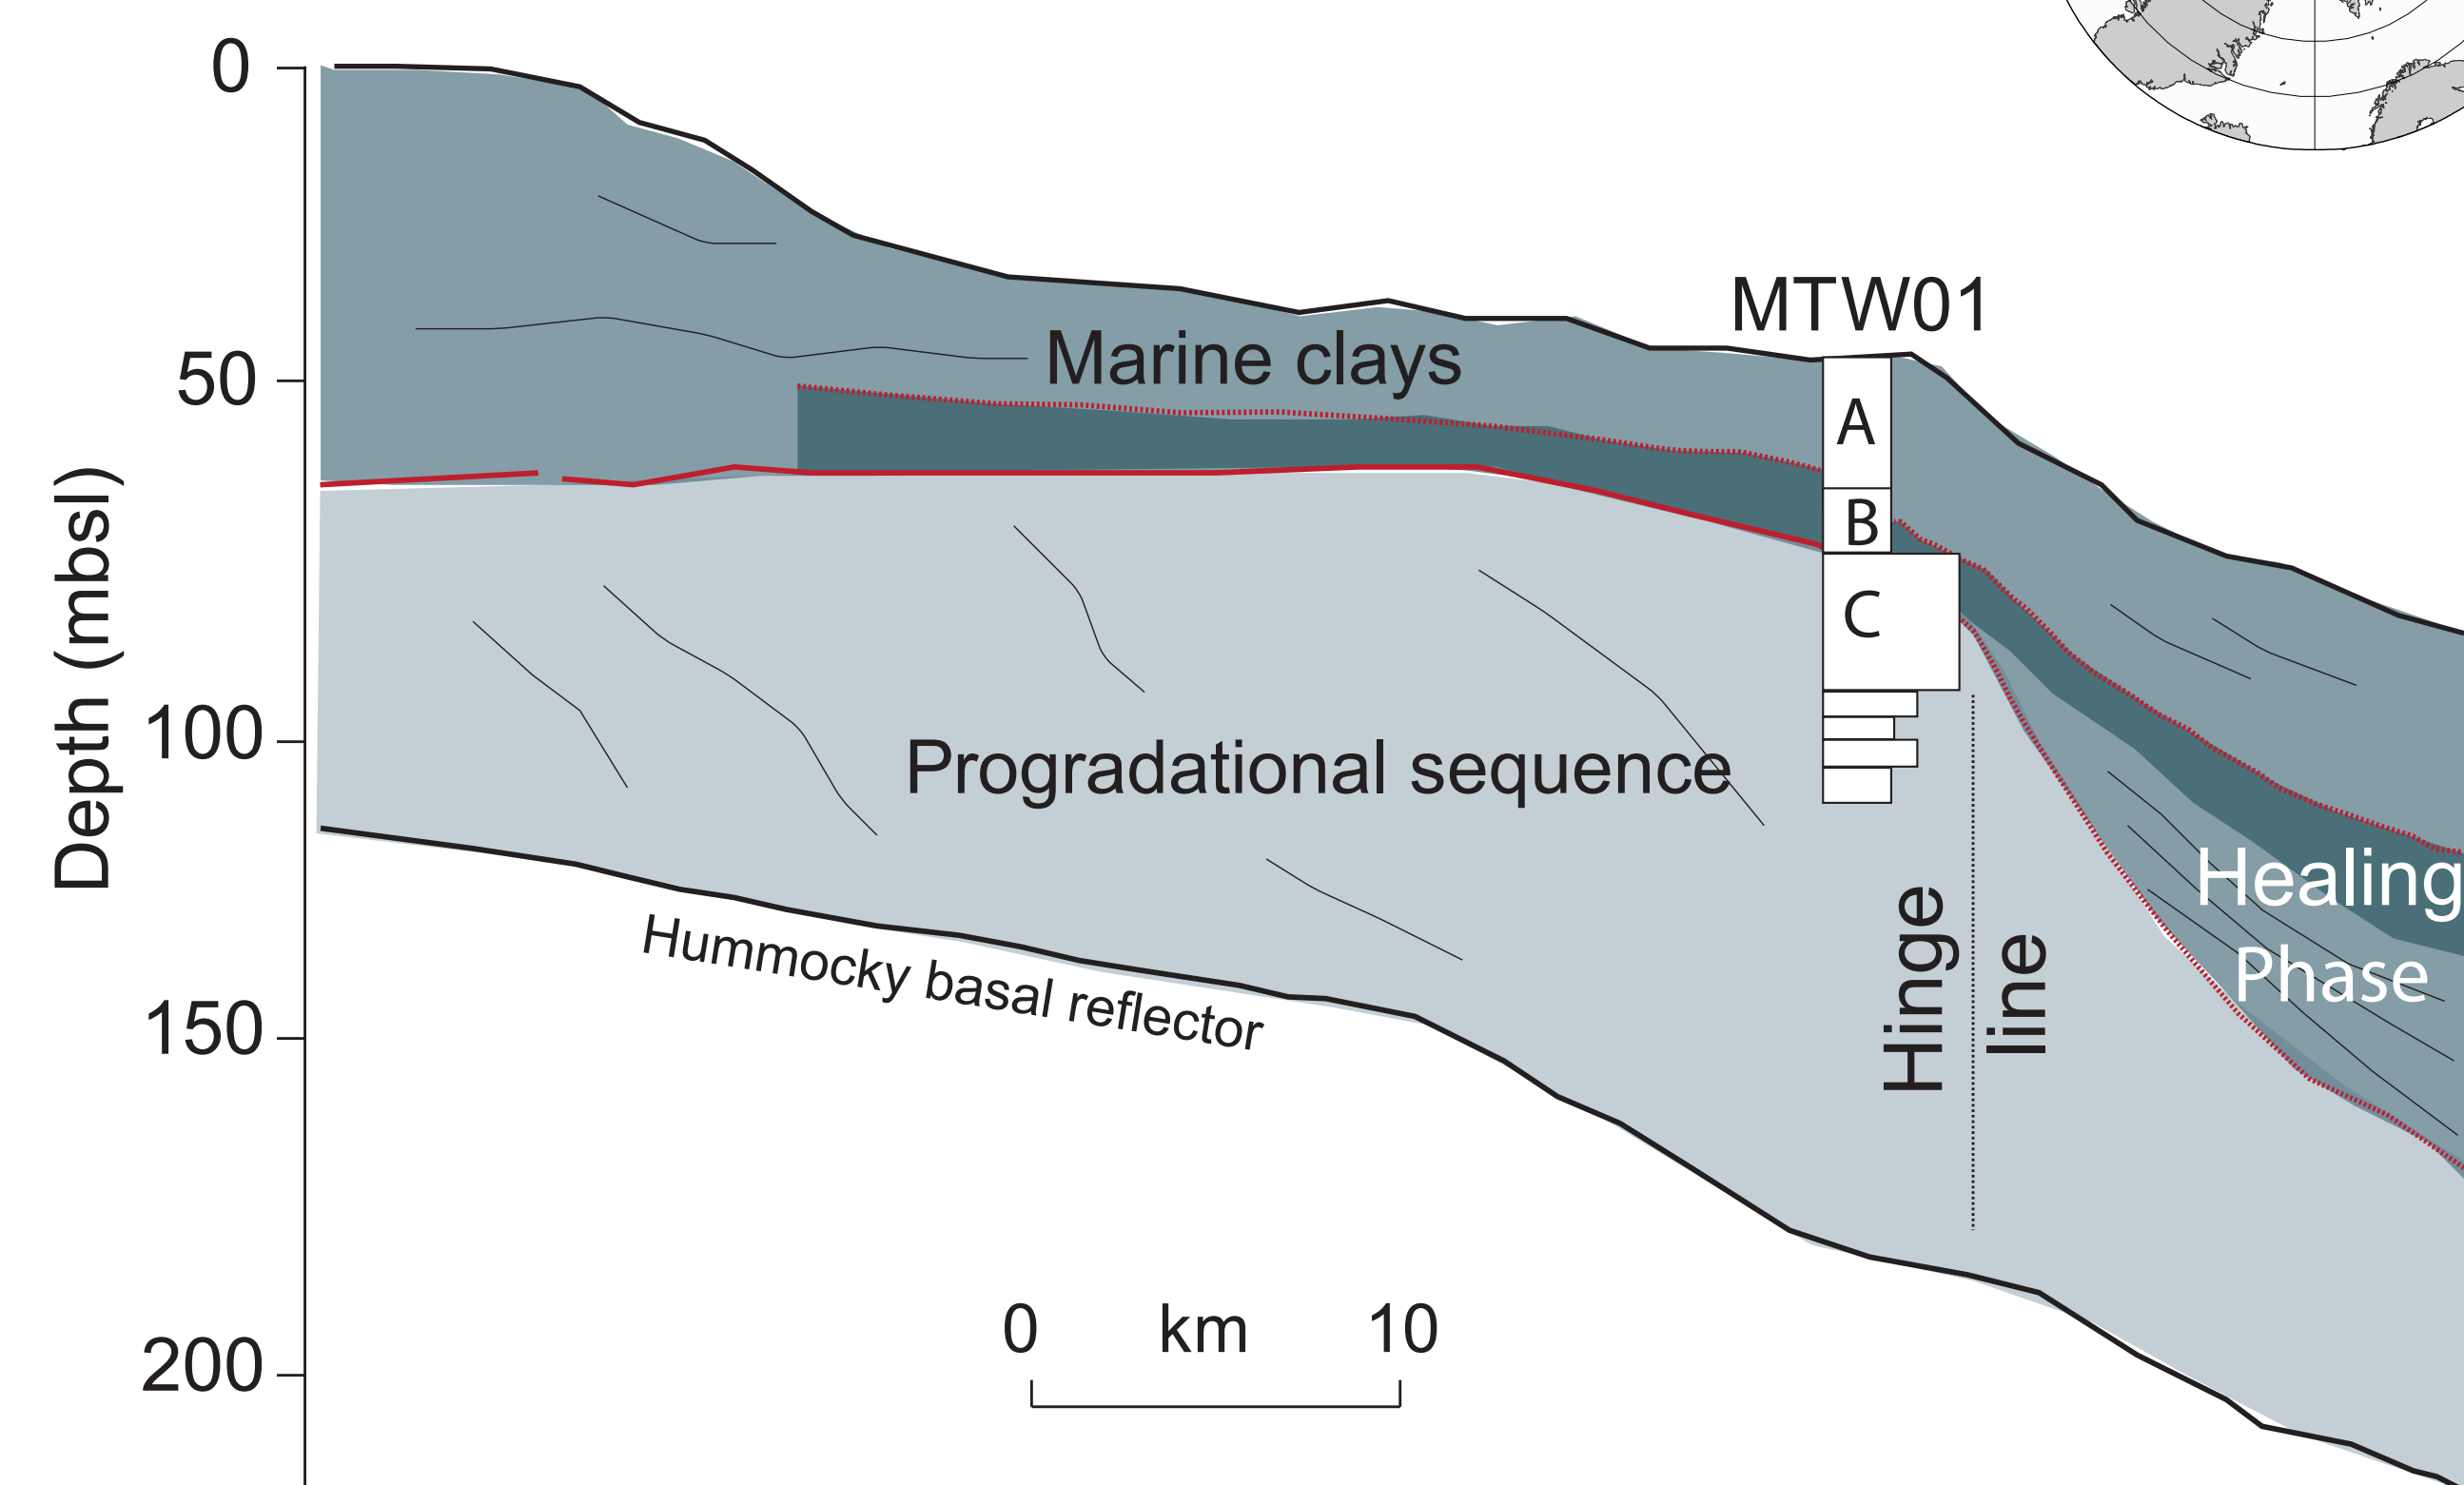 0
50
100
150
200
Depth (mbsl)
MTW01
Marine clays
A
B
C
Progradational sequence
Hummocky basal reflector
Hinge
line
Healing
Phase
0 km 10